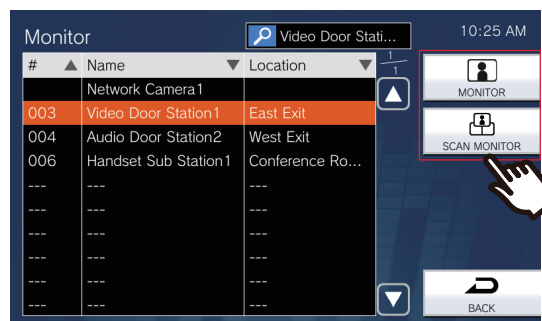 Monitor
Video Door Stati...
10:25 AM
# Name Location
1/1
Network Camera1
003 Video Door Station1 East Exit
004 Audio Door Station2 West Exit
006 Handset Sub Station1 Conference Ro...
--- --- ---
--- --- ---
--- --- ---
--- --- ---
--- --- ---
--- --- ---
MONITOR
SCAN MONITOR
BACK